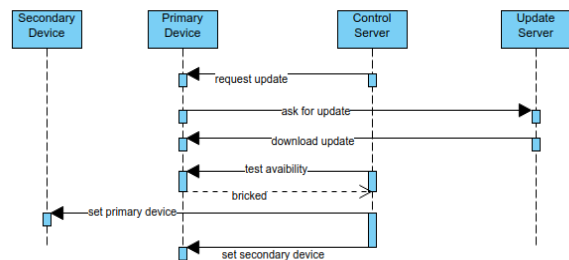 Secondary
Device
Primary
Device
Control
Server
Update
Server
request update
ask for update
download update
test avaibility
bricked
set primary device
set secondary device